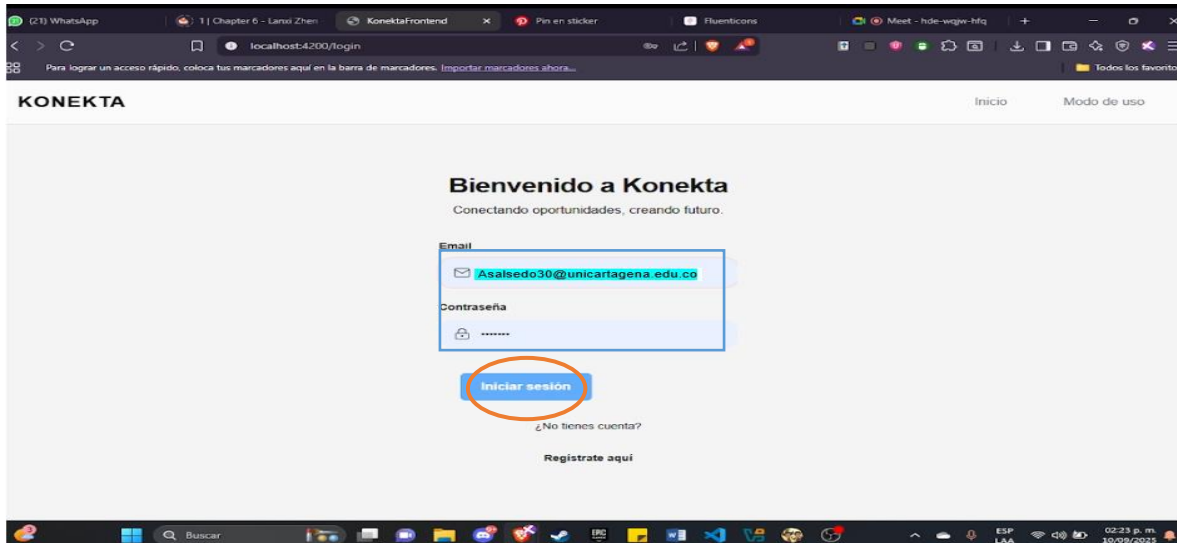 (21) WhatsApp
1 | Chapter 6 - Lanxi Zhen
KonektaFrontend
Pin en sticker
Fluenticons
Meet - hde-wqjw-hfq
localhost:4200/login
Para lograr un acceso rápido, coloca tus marcadores aquí en la barra de marcadores. Importar marcadores ahora...
Todos los favorito
KONEKTA
Inicio
Modo de uso
Bienvenido a Konekta
Conectando oportunidades, creando futuro.
Email
Asalsedo30@unicartagena.edu.co
Contraseña
Iniciar sesión
¿No tienes cuenta?
Regístrate aquí
Buscar
ESP
LAA
02:23 p. m.
10/09/2025